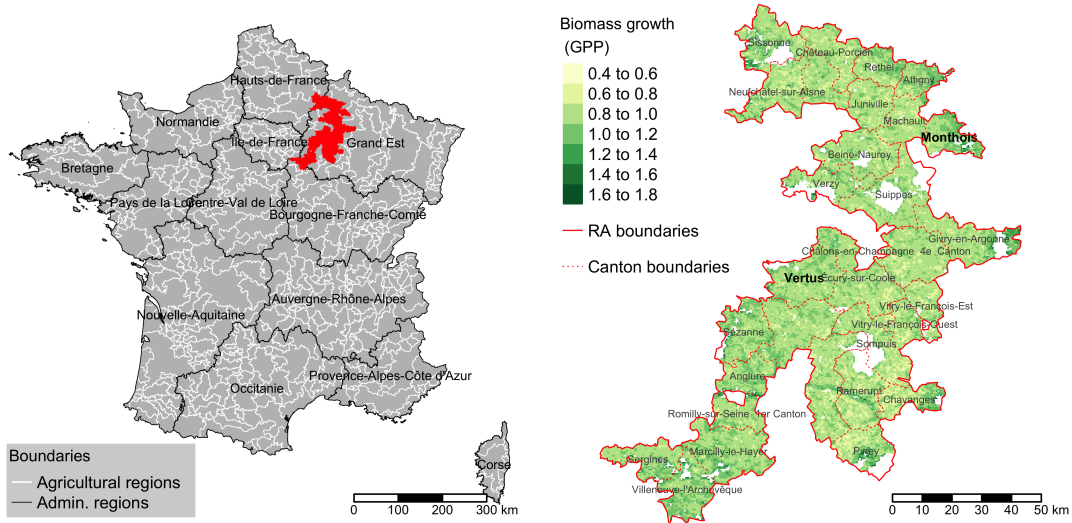 Hauts-de-France
Normandie
Île-de-France
Grand Est
Bretagne
Pays de la Loire
Centre-Val de Loire
Bourgogne-Franche-Comté
Auvergne-Rhône-Alpes
Nouvelle-Aquitaine
Occitanie
Provence-Alpes-Côte d'Azur
Corse
Boundaries
Agricultural regions
Admin. regions
0 100 200 300 km
Biomass growth
(GPP)
0.4 to 0.6
0.6 to 0.8
0.8 to 1.0
1.0 to 1.2
1.2 to 1.4
1.4 to 1.6
1.6 to 1.8
RA boundaries
Canton boundaries
Sissonne
Château-Porcien
Rethel
Attigny
Neufchâtel-sur-Aisne
Juniville
Machault
Monthois
Beine-Nauroy
Verzy
Suippes
Givry-en-Argonne
Châlons-en-Champagne 4e Canton
Vertus
Écury-sur-Coole
Vitry-le-François-Est
Vitry-le-François-Ouest
Sézanne
Sompuis
Anglure
Ramerupt
Chavanges
Romilly-sur-Seine 1er Canton
Marcilly-le-Hayer
Sergines
Piney
Villeneuve-l'Archevêque
0 10 20 30 40 50 km